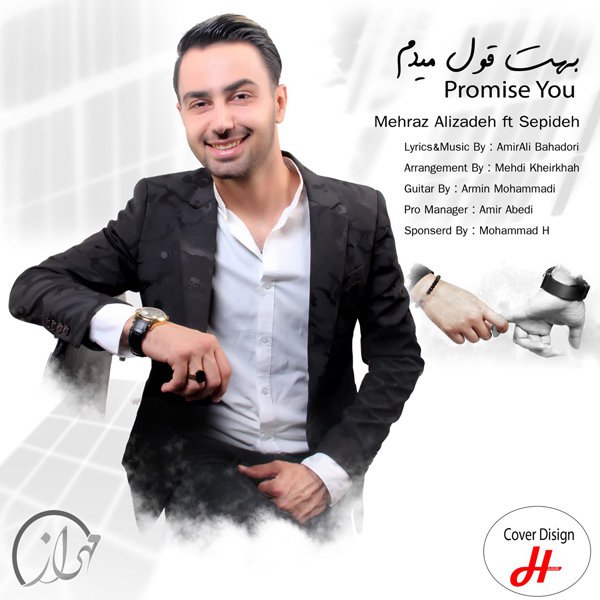 بهت قول میدم
Promise You
Mehraz Alizadeh ft Sepideh
Lyrics&Music By : AmirAli Bahadori
Arrangement By : Mehdi Kheirkhah
Guitar By : Armin Mohammadi
Pro Manager : Amir Abedi
Sponserd By : Mohammad H
مهراز
Cover Disign
H